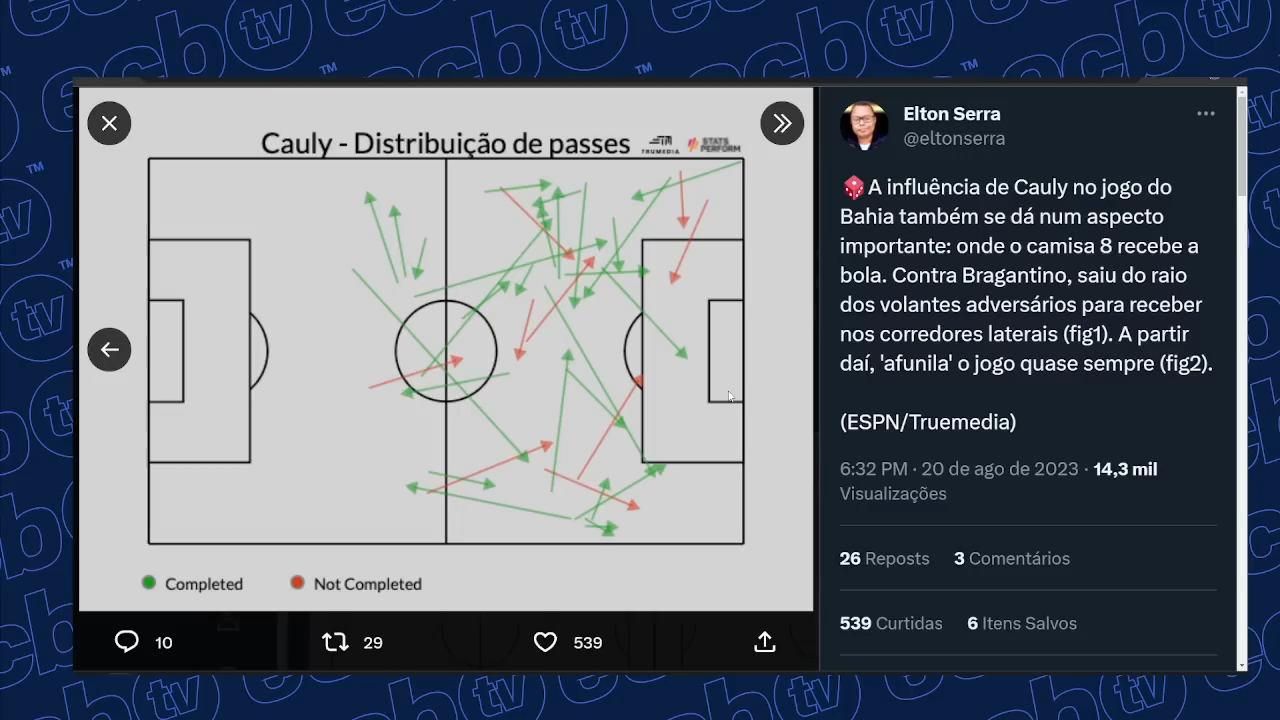 Cauly - Distribuição de passes
TRUMEDIA
STATS PERFORM
Completed
Not Completed
10
29
539
Elton Serra
@eltonserra
🎲A influência de Cauly no jogo do
Bahia também se dá num aspecto
importante: onde o camisa 8 recebe a
bola. Contra Bragantino, saiu do raio
dos volantes adversários para receber
nos corredores laterais (fig1). A partir
daí, 'afunila' o jogo quase sempre (fig2).
(ESPN/Truemedia)
6:32 PM · 20 de ago de 2023 · 14,3 mil
Visualizações
26 Reposts 3 Comentários
539 Curtidas 6 Itens Salvos
ecbtv
TM